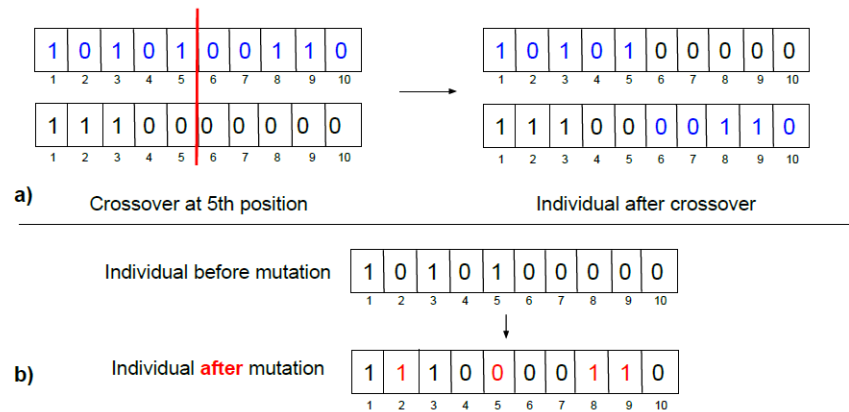 1 0 1 0 1 0 0 1 1 0
1 2 3 4 5 6 7 8 9 10
1 1 1 0 0 0 0 0 0 0
1 2 3 4 5 6 7 8 9 10
1 0 1 0 1 0 0 0 0 0
1 2 3 4 5 6 7 8 9 10
1 1 1 0 0 0 0 1 1 0
1 2 3 4 5 6 7 8 9 10
a)
Crossover at 5th position
Individual after crossover
Individual before mutation
1 0 1 0 1 0 0 0 0 0
1 2 3 4 5 6 7 8 9 10
b)
Individual after mutation
1 1 1 0 0 0 0 1 1 0
1 2 3 4 5 6 7 8 9 10